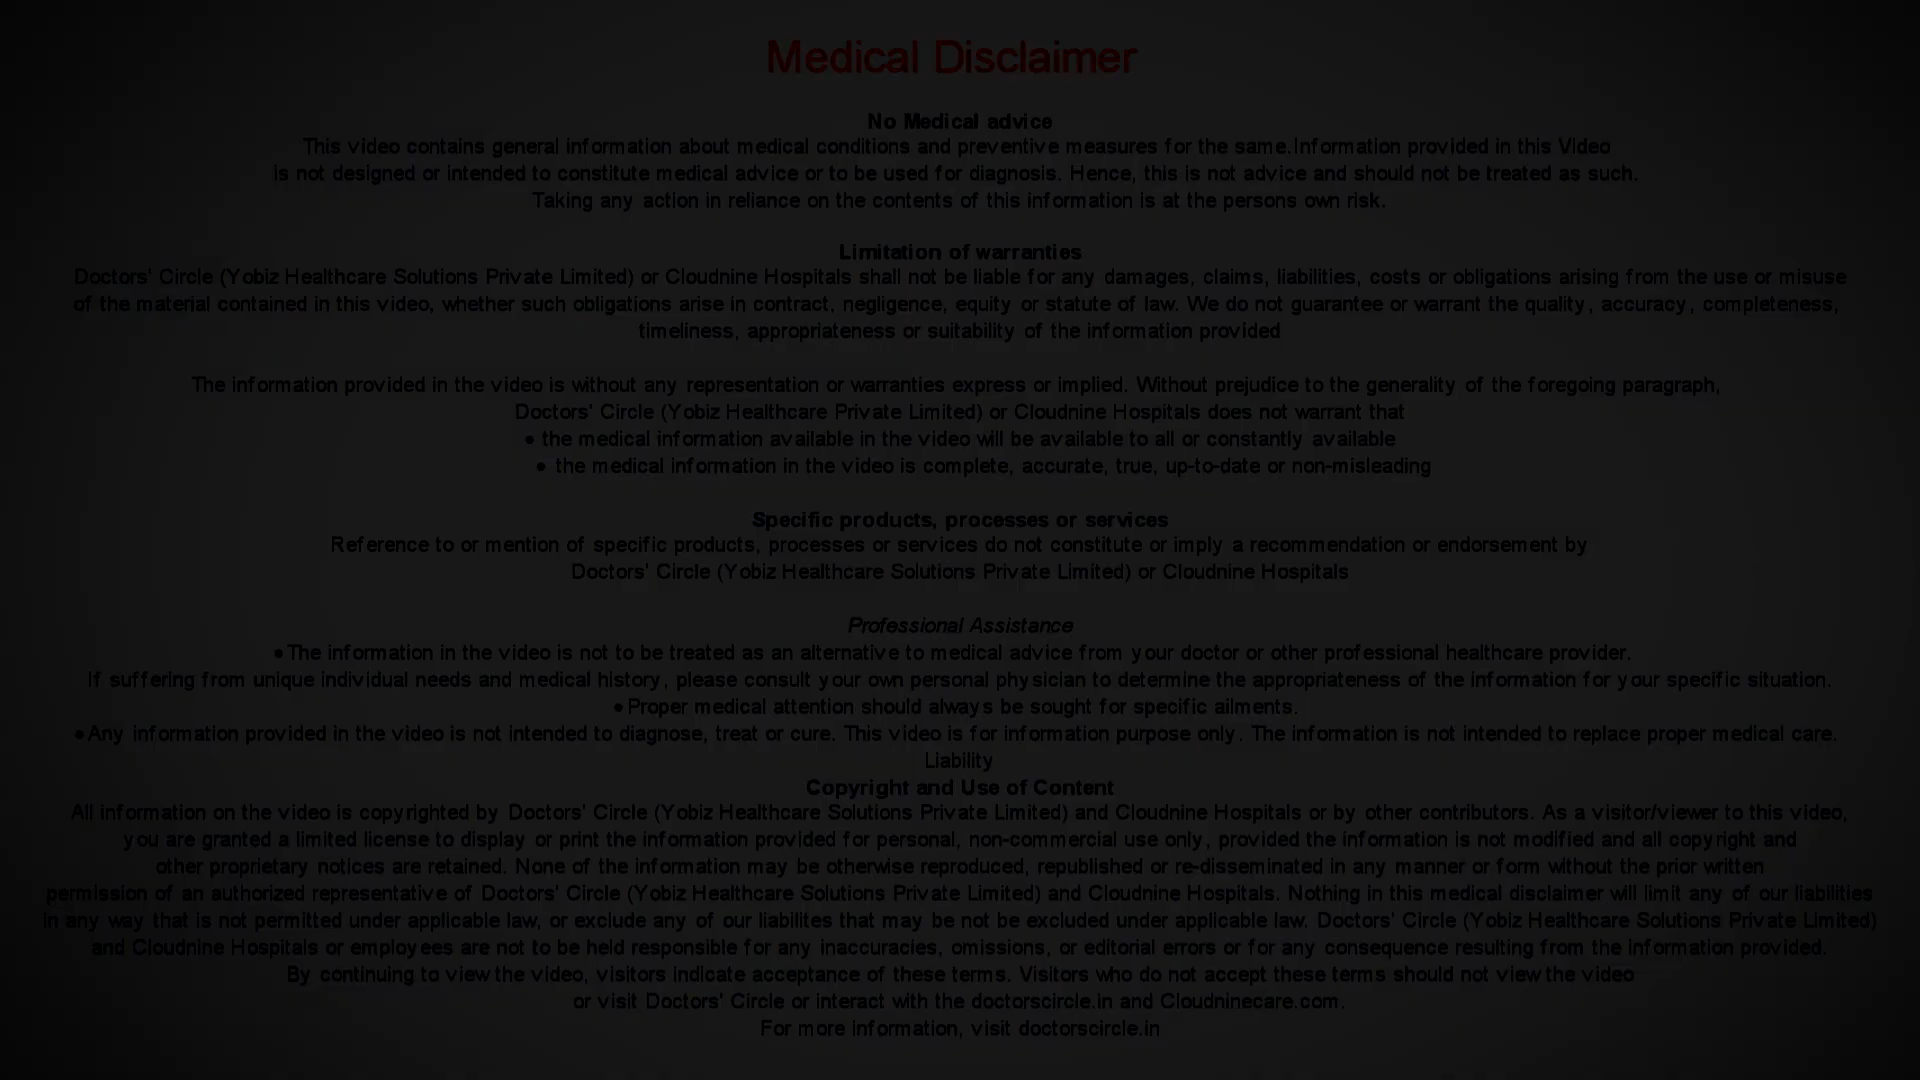 Medical Disclaimer
No Medical advice
This video contains general information about medical conditions and preventive measures for the same.Information provided in this Video
is not designed or intended to constitute medical advice or to be used for diagnosis. Hence, this is not advice and should not be treated as such.
Taking any action in reliance on the contents of this information is at the persons own risk.
Limitation of warranties
Doctors' Circle (Yobiz Healthcare Solutions Private Limited) or Cloudnine Hospitals shall not be liable for any damages, claims, liabilities, costs or obligations arising from the use or misuse
of the material contained in this video, whether such obligations arise in contract, negligence, equity or statute of law. We do not guarantee or warrant the quality, accuracy, completeness,
timeliness, appropriateness or suitability of the information provided
The information provided in the video is without any representation or warranties express or implied. Without prejudice to the generality of the foregoing paragraph,
Doctors' Circle (Yobiz Healthcare Private Limited) or Cloudnine Hospitals does not warrant that
● the medical information available in the video will be available to all or constantly available
● the medical information in the video is complete, accurate, true, up-to-date or non-misleading
Specific products, processes or services
Reference to or mention of specific products, processes or services do not constitute or imply a recommendation or endorsement by
Doctors' Circle (Yobiz Healthcare Solutions Private Limited) or Cloudnine Hospitals
Professional Assistance
●The information in the video is not to be treated as an alternative to medical advice from your doctor or other professional healthcare provider.
If suffering from unique individual needs and medical history, please consult your own personal physician to determine the appropriateness of the information for your specific situation.
●Proper medical attention should always be sought for specific ailments.
●Any information provided in the video is not intended to diagnose, treat or cure. This video is for information purpose only. The information is not intended to replace proper medical care.
Liability
Copyright and Use of Content
All information on the video is copyrighted by Doctors' Circle (Yobiz Healthcare Solutions Private Limited) and Cloudnine Hospitals or by other contributors. As a visitor/viewer to this video,
you are granted a limited license to display or print the information provided for personal, non-commercial use only, provided the information is not modified and all copyright and
other proprietary notices are retained. None of the information may be otherwise reproduced, republished or re-disseminated in any manner or form without the prior written
permission of an authorized representative of Doctors' Circle (Yobiz Healthcare Solutions Private Limited) and Cloudnine Hospitals. Nothing in this medical disclaimer will limit any of our liabilities
in any way that is not permitted under applicable law, or exclude any of our liabilites that may be not be excluded under applicable law. Doctors' Circle (Yobiz Healthcare Solutions Private Limited)
and Cloudnine Hospitals or employees are not to be held responsible for any inaccuracies, omissions, or editorial errors or for any consequence resulting from the information provided.
By continuing to view the video, visitors indicate acceptance of these terms. Visitors who do not accept these terms should not view the video
or visit Doctors' Circle or interact with the doctorscircle.in and Cloudninecare.com.
For more information, visit doctorscircle.in